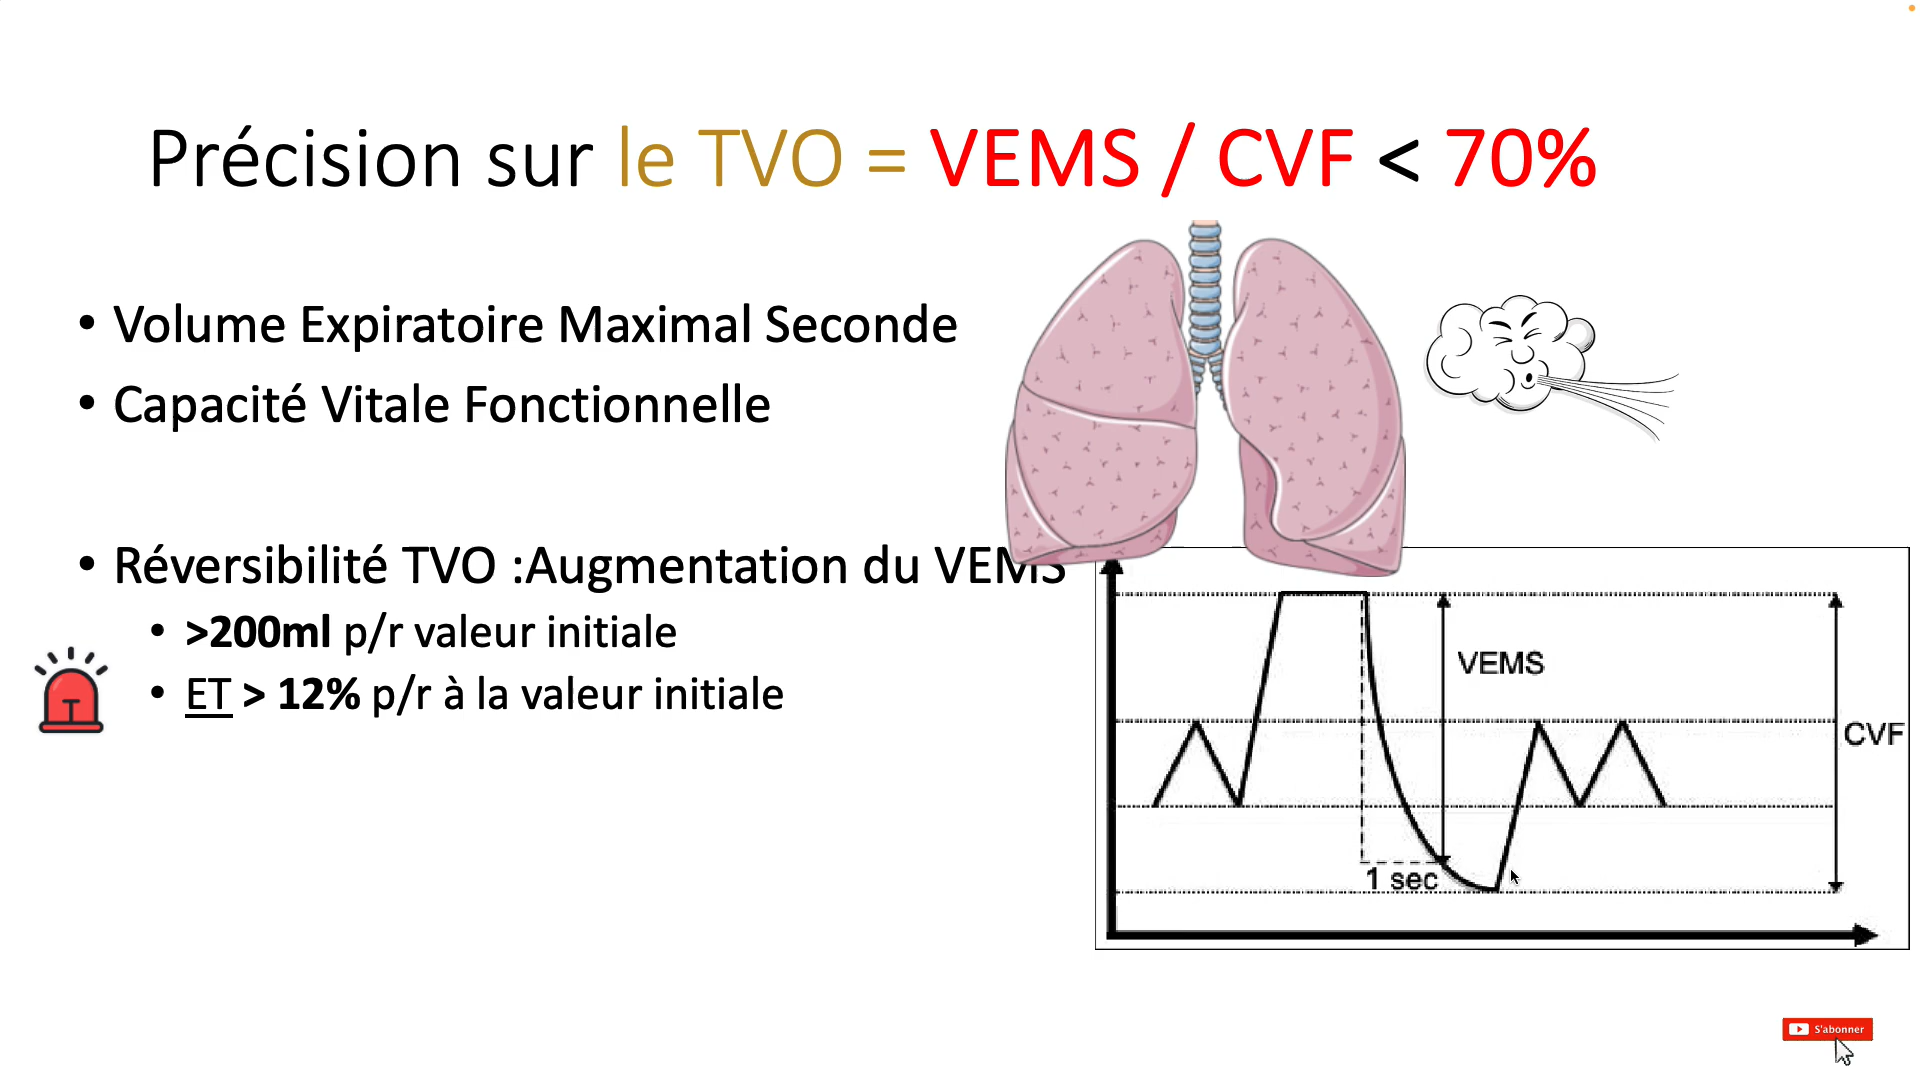 Précision sur le TVO = VEMS / CVF < 70%
• Volume Expiratoire Maximal Seconde
• Capacité Vitale Fonctionnelle
• Réversibilité TVO :Augmentation du VEMS
• >200ml p/r valeur initiale
• ET > 12% p/r à la valeur initiale
VEMS
CVF
1 sec
S'abonner